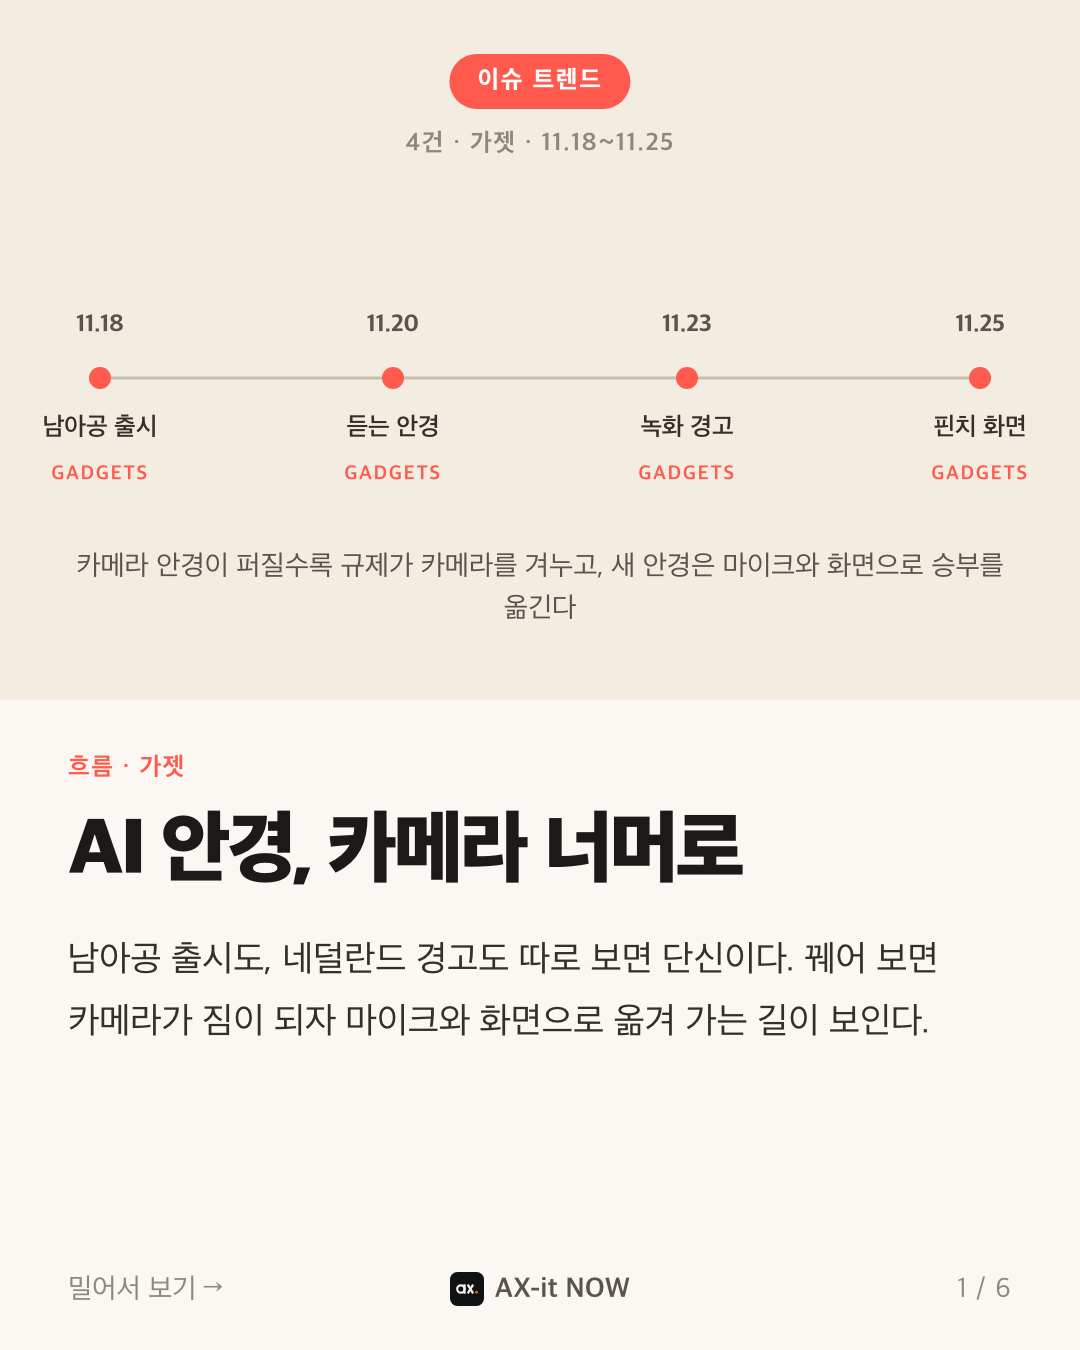 이슈 트렌드
4건 · 가젯 · 11.18~11.25
11.18 11.20 11.23 11.25
남아공 출시 듣는 안경 녹화 경고 핀치 화면
GADGETS GADGETS GADGETS GADGETS
카메라 안경이 퍼질수록 규제가 카메라를 겨누고, 새 안경은 마이크와 화면으로 승부를
옮긴다
흐름 · 가젯
AI 안경, 카메라 너머로
남아공 출시도, 네덜란드 경고도 따로 보면 단신이다. 꿰어 보면
카메라가 짐이 되자 마이크와 화면으로 옮겨 가는 길이 보인다.
밀어서 보기 → ax. AX-it NOW 1 / 6